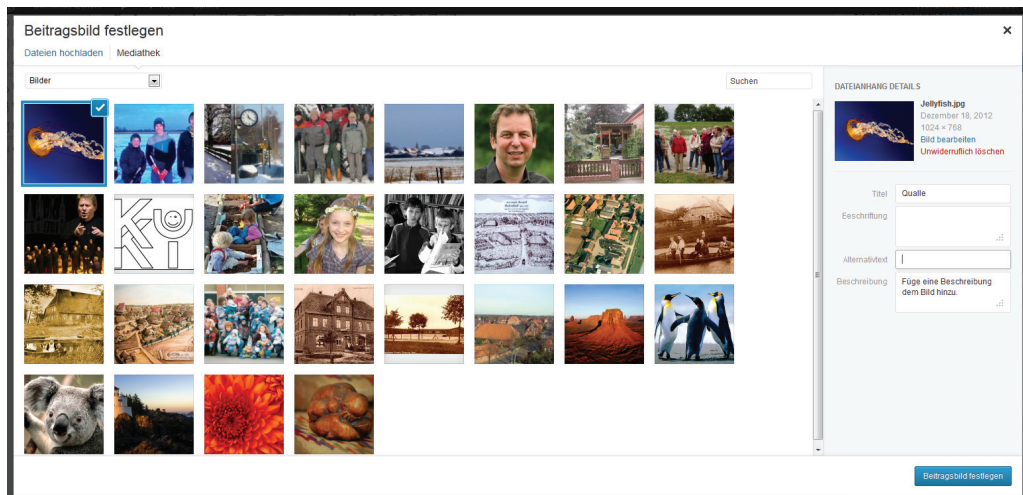 Beitragsbild festlegen
×
Dateien hochladen Mediathek
Bilder
Suchen
DATEIANHANG DETAILS
Jellyfish.jpg
Dezember 18, 2012
1024 × 768
Bild bearbeiten
Unwiderruflich löschen
Titel Qualle
Beschriftung
Alternativtext
Beschreibung Füge eine Beschreibung
dem Bild hinzu.
KUKI
Beitragsbild festlegen